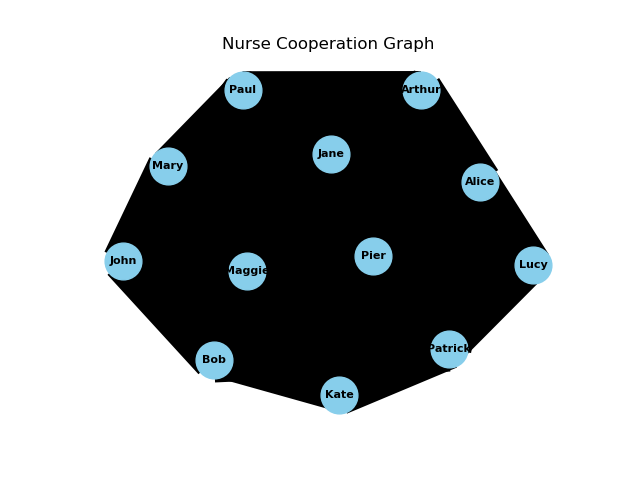 Nurse Cooperation Graph
Paul
Arthur
Jane
Mary
Alice
Pier
John
Lucy
Maggie
Patrick
Bob
Kate